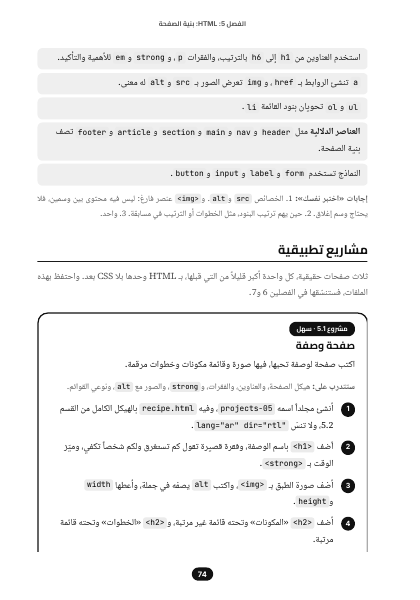 الفصل 5: HTML: بنية الصفحة
استخدم العناوين من h1 إلى h6 بالترتيب، والفقرات p، و strong و em للأهمية والتأكيد.
a تنشئ الروابط بـ href، و img تعرض الصور بـ src و alt له معنى.
ul و ol تحويان بنود القائمة li.
العناصر الدلالية مثل header و nav و main و section و article و footer تصف
بنية الصفحة.
النماذج تستخدم form و label و input و button.
إجابات «اختبر نفسك»: 1. الخصائص src و alt. و <img> عنصر فارغ: ليس فيه محتوى بين وسمين، فلا
يحتاج وسم إغلاق. 2. حين يهم ترتيب البنود، مثل الخطوات أو الترتيب في مسابقة. 3. واحد.
مشاريع تطبيقية
ثلاث صفحات حقيقية، كل واحدة أكبر قليلاً من التي قبلها، بـ HTML وحدها بلا CSS بعد. واحتفظ بهذه
الملفات، فستنسّقها في الفصلين 6 و7.
مشروع 5.1 · سهل
صفحة وصفة
اكتب صفحة لوصفة تحبها، فيها صورة وقائمة مكونات وخطوات مرقمة.
ستتدرب على: هيكل الصفحة، والعناوين، والفقرات، و strong، والصور مع alt، ونوعي القوائم.
1 أنشئ مجلداً اسمه projects-05، وفيه recipe.html بالهيكل الكامل من القسم
5.2، ولا تنسَ lang="ar" dir="rtl".
2 أضف <h1> باسم الوصفة، وفقرة قصيرة تقول كم تستغرق ولكم شخصاً تكفي، وميّز
الوقت بـ <strong>.
3 أضف صورة الطبق بـ <img>، واكتب alt يصفه في جملة، وأعطها width
و height.
4 أضف <h2> «المكونات» وتحته قائمة غير مرتبة، و <h2> «الخطوات» وتحته قائمة
مرتبة.
74